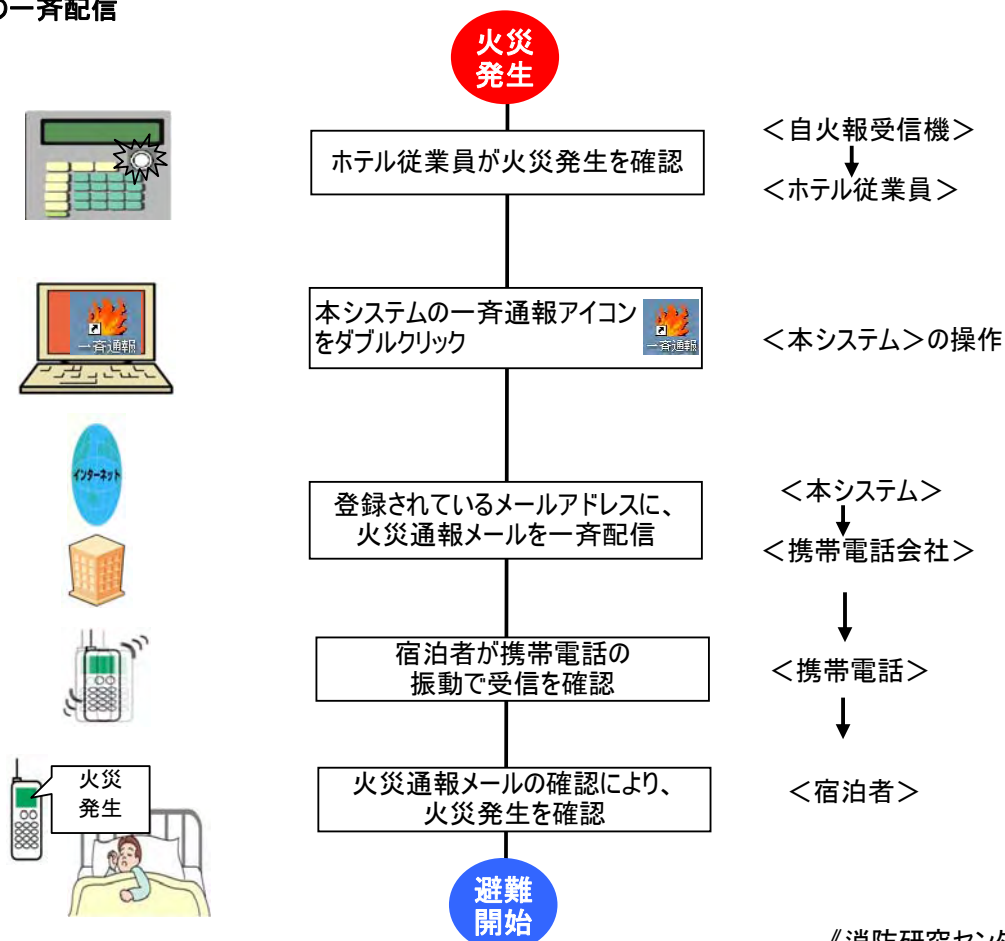 の一斉配信
火災
発生
ホテル従業員が火災発生を確認
＜自火報受信機＞
＜ホテル従業員＞
一斉通報
本システムの一斉通報アイコン
をダブルクリック
一斉通報
＜本システム＞の操作
インターネット
登録されているメールアドレスに、
火災通報メールを一斉配信
＜本システム＞
＜携帯電話会社＞
宿泊者が携帯電話の
振動で受信を確認
＜携帯電話＞
火災
発生
火災通報メールの確認により、
火災発生を確認
＜宿泊者＞
避難
開始
《消防研究セン